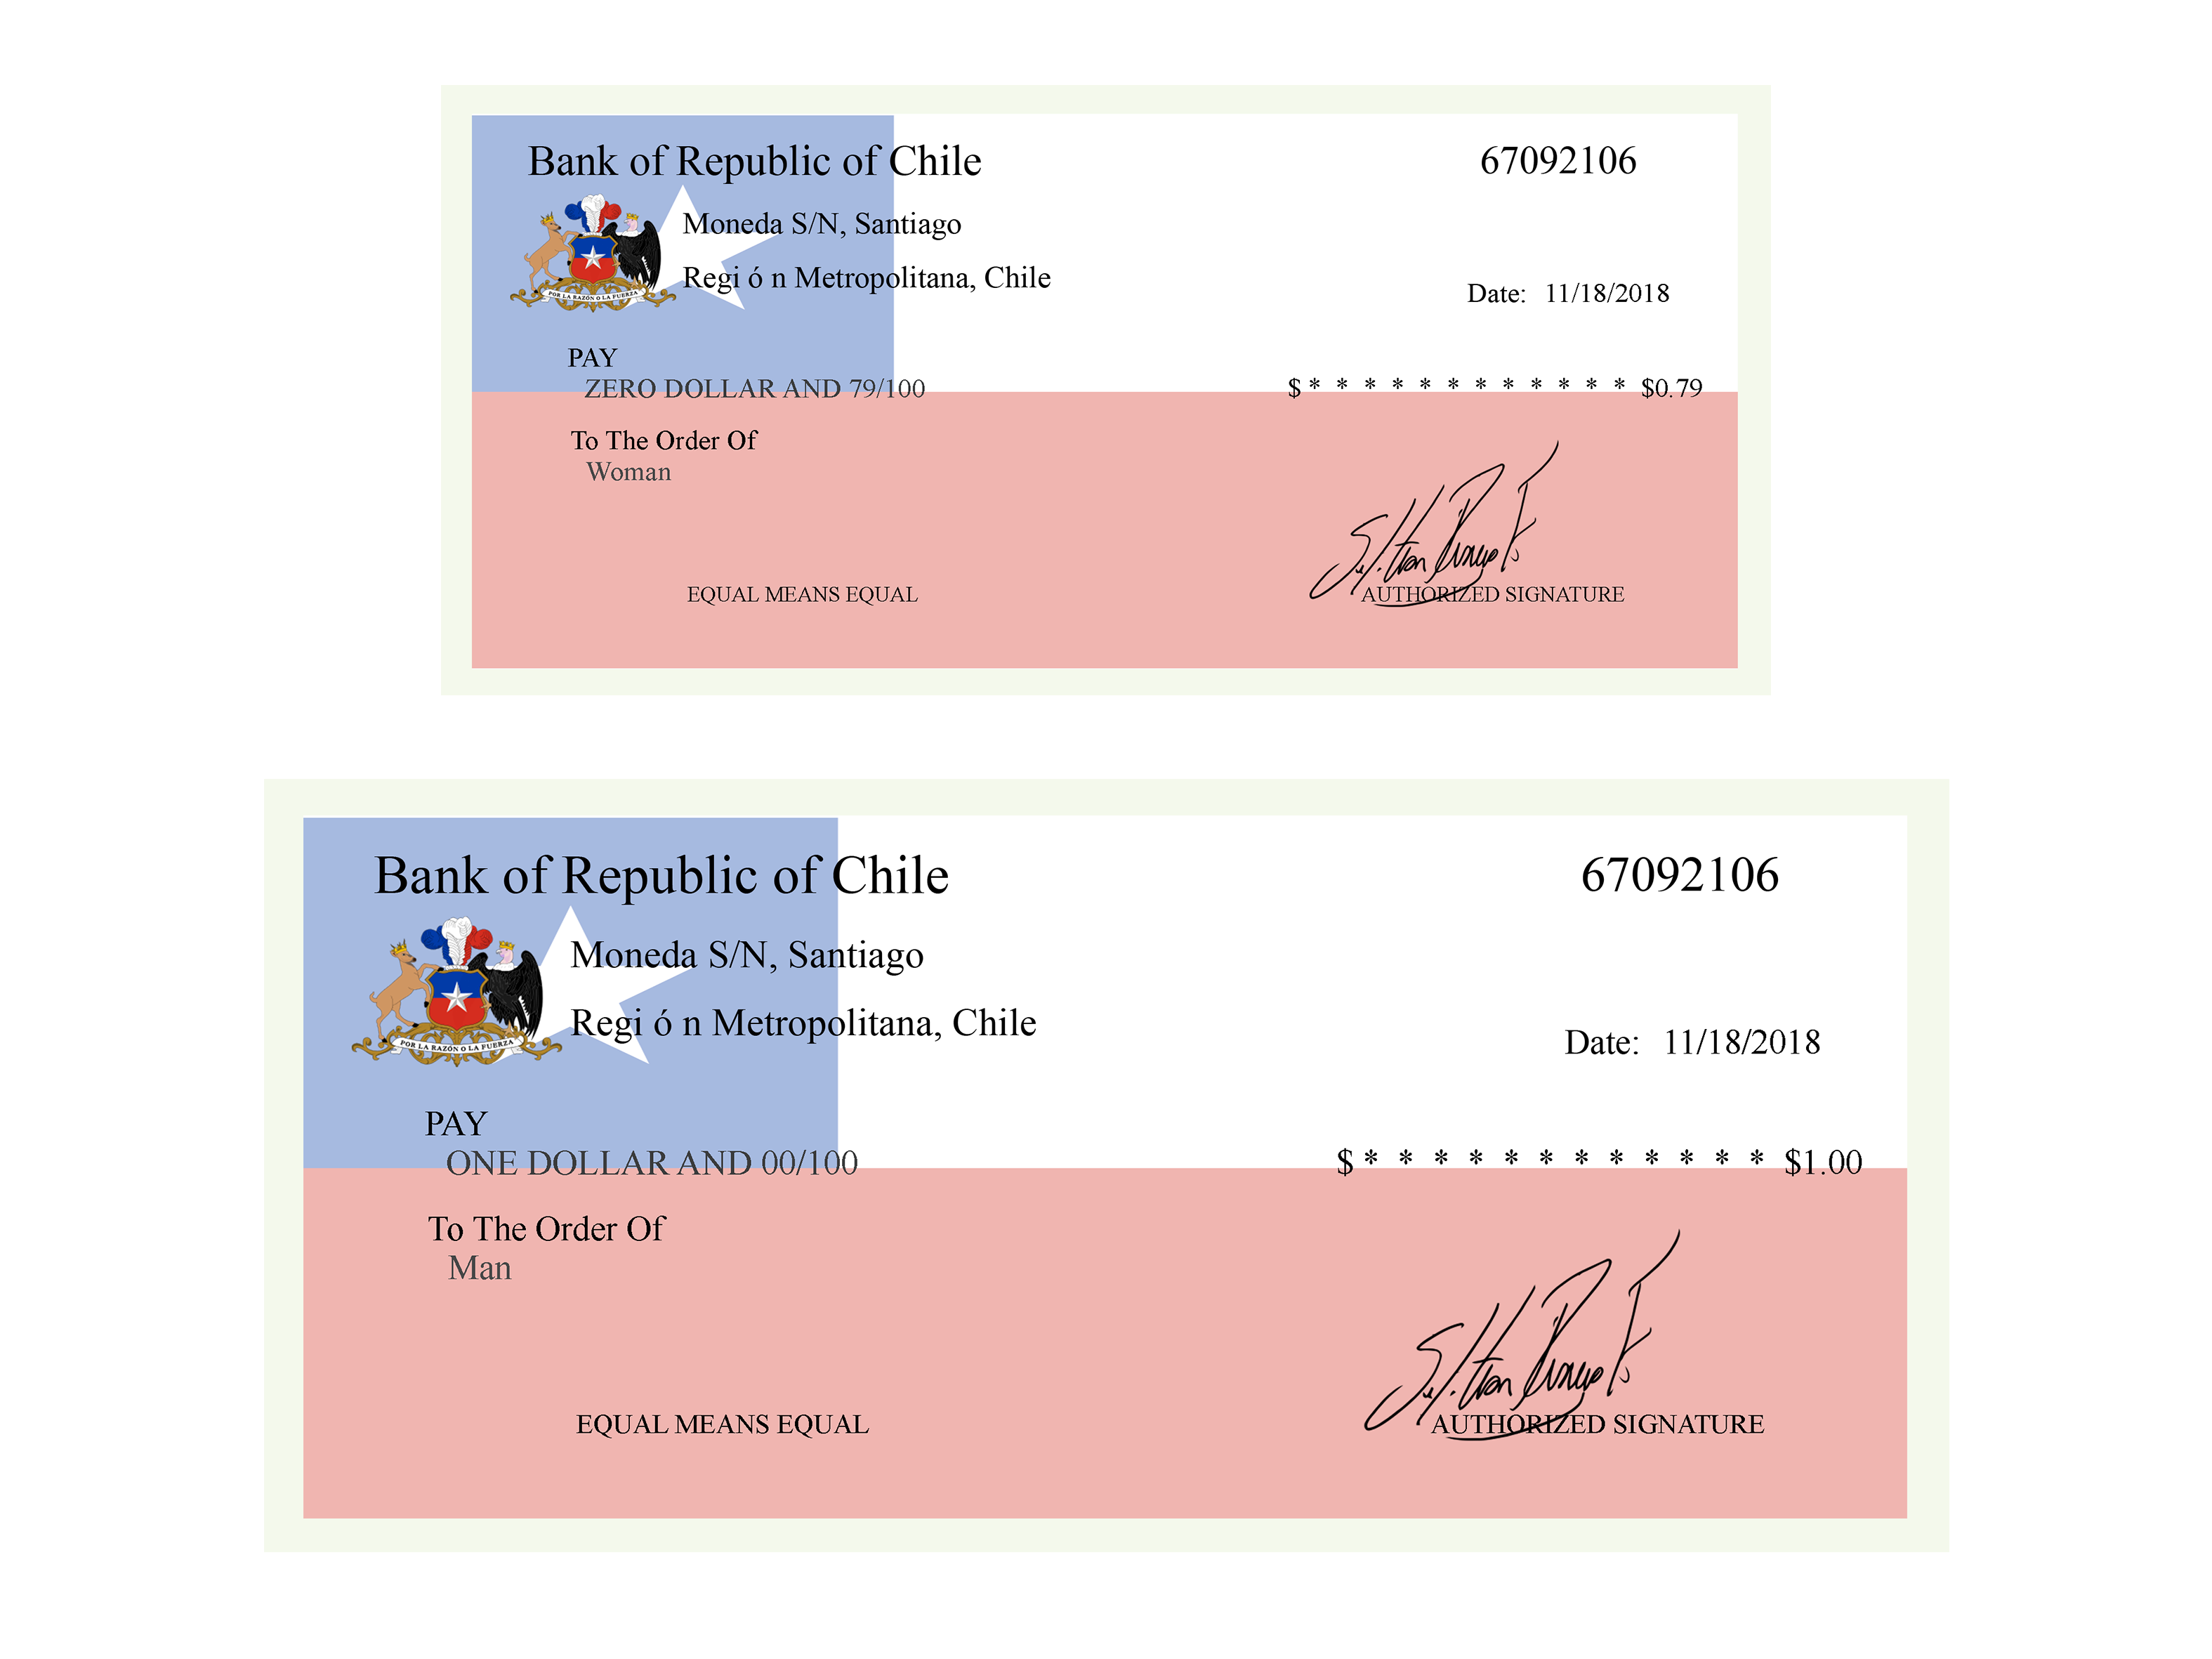 Bank of Republic of Chile
67092106
Moneda S/N, Santiago
Regi ó n Metropolitana, Chile
POR LA RAZÓN O LA FUERZA
Date: 11/18/2018
PAY
ZERO DOLLAR AND 79/100
$ * * * * * * * * * * * * $0.79
To The Order Of
Woman
EQUAL MEANS EQUAL
AUTHORIZED SIGNATURE
Bank of Republic of Chile
67092106
Moneda S/N, Santiago
Regi ó n Metropolitana, Chile
POR LA RAZÓN O LA FUERZA
Date: 11/18/2018
PAY
ONE DOLLAR AND 00/100
$ * * * * * * * * * * * * $1.00
To The Order Of
Man
EQUAL MEANS EQUAL
AUTHORIZED SIGNATURE